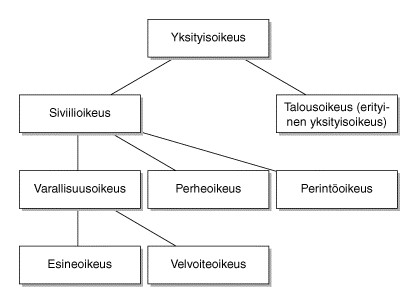 Yksityisoikeus
Siviilioikeus
Talousoikeus (erityi-
nen yksityisoikeus)
Varallisuusoikeus
Perheoikeus
Perintöoikeus
Esineoikeus
Velvoiteoikeus